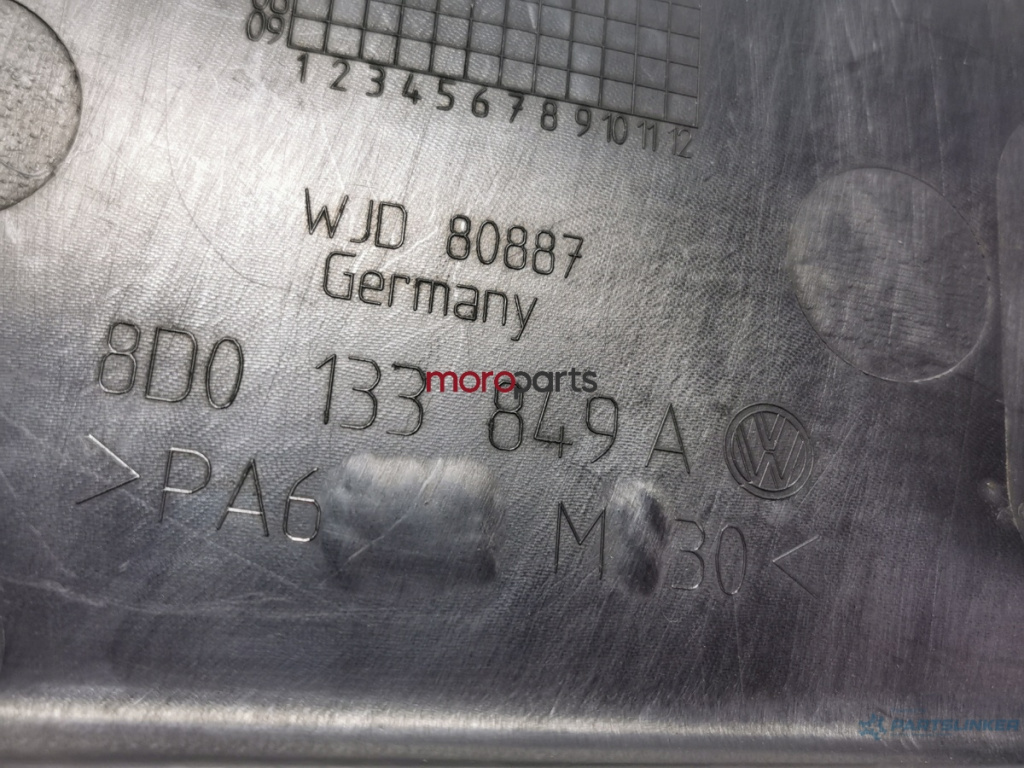 09
1 2 3 4 5 6 7 8 9 10 11 12
WJD 80887
Germany
8D0 133 849 A
moroparts
>PA6 M 30<
PARTSLINKER